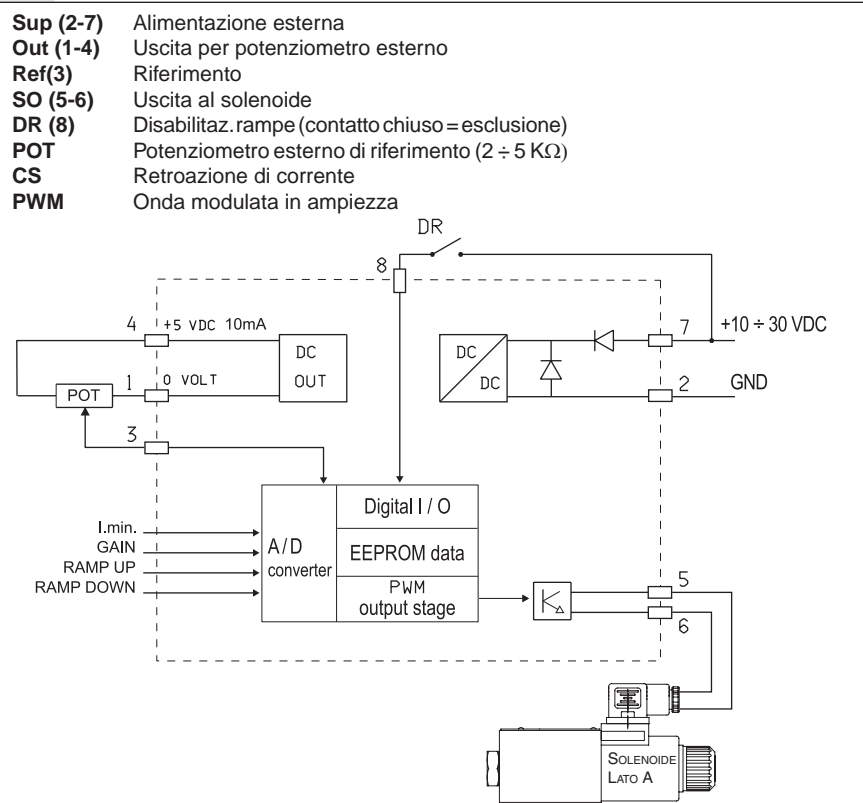 Sup (2-7) Alimentazione esterna
Out (1-4) Uscita per potenziometro esterno
Ref(3) Riferimento
SO (5-6) Uscita al solenoide
DR (8) Disabilitaz.rampe (contatto chiuso = esclusione)
POT Potenziometro esterno di riferimento (2 ÷ 5 KΩ)
CS Retroazione di corrente
PWM Onda modulata in ampiezza
DR
8
4 +5 VDC 10mA
7 +10 ÷ 30 VDC
DC
OUT
DC
DC
1 0 VOLT
POT
2 GND
3
Digital I / O
I.min.
GAIN
RAMP UP
RAMP DOWN
A/D
converter
EEPROM data
PWM
output stage
5
6
SOLENOIDE
LATO A